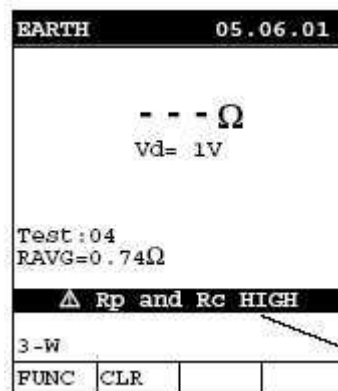 EARTH 05.06.01
- - - Ω
Vd= 1V
Test:04
RAVG=0.74Ω
⚠ Rp and Rc HIGH
3-W
FUNC CLR